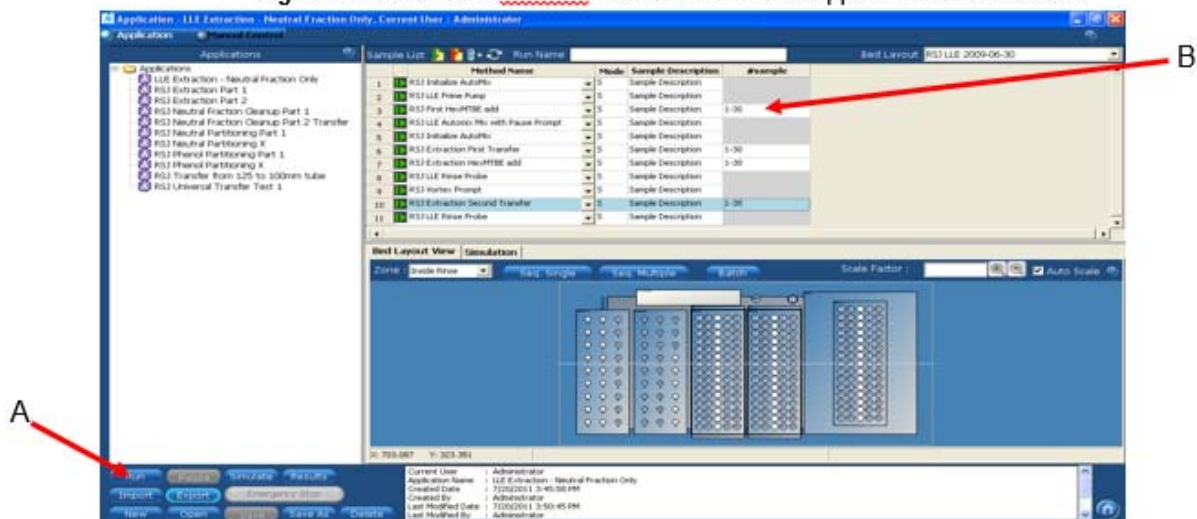 Application - LLE Extraction - Neutral Fraction Only, Current User : Administrator
Application Manual Control
Applications
Applications
LLE Extraction - Neutral Fraction Only
RSJ Extraction Part 1
RSJ Extraction Part 2
RSJ Neutral Fraction Cleanup Part 1
RSJ Neutral Fraction Cleanup Part 2 Transfer
RSJ Neutral Partitioning Part 1
RSJ Neutral Partitioning X
RSJ Phenol Partitioning Part 1
RSJ Phenol Partitioning X
RSJ Transfer from 125 to 100mm tube
RSJ Universal Transfer Test 1
Sample List Run Name Bed Layout RSJ LLE 2009-06-30
Method Name Mode Sample Description #sample
1 RSJ Initialize AutoMix S Sample Description
2 RSJ LLE Prime Pump S Sample Description
3 RSJ First Hex/MTBE add S Sample Description 1-30
4 RSJ LLE Automix Mix with Pause Prompt S Sample Description
5 RSJ Initialize AutoMix S Sample Description
6 RSJ Extraction First Transfer S Sample Description 1-30
7 RSJ Extraction Hex/MTBE add S Sample Description 1-30
8 RSJ LLE Rinse Probe S Sample Description
9 RSJ Vortex Prompt S Sample Description
10 RSJ Extraction Second Transfer S Sample Description 1-30
11 RSJ LLE Rinse Probe S Sample Description
B
Bed Layout View Simulation
Zone : Inside Rinse Seq. Single Seq. Multiple Batch Scale Factor : Auto Scale
A
X: 703.087 Y: 323.351
Run Pause Simulate Results
Import Export Emergency Stop
New Open Save Save As Delete
Current User : Administrator
Application Name : LLE Extraction - Neutral Fraction Only
Created Date : 7/20/2011 3:45:58 PM
Created By : Administrator
Last Modified Date : 7/20/2011 3:50:45 PM
Last Modified By : Administrator